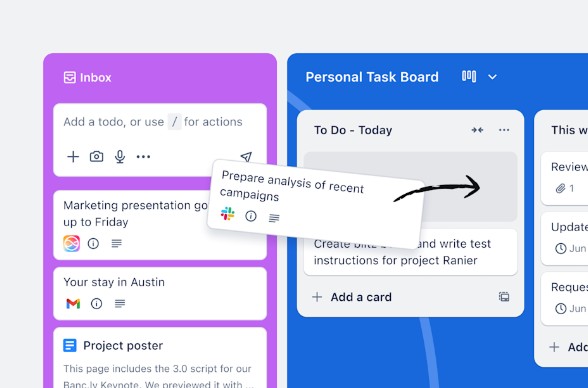 Inbox
Add a todo, or use / for actions
Prepare analysis of recent
campaigns
Marketing presentation go
up to Friday
Your stay in Austin
Project poster
This page includes the 3.0 script for our
Banc.ly Keynote. We previewed it with ...
Personal Task Board
To Do - Today
and write test
instructions for project Ranier
Add a card
This w
Review
1
Update
Jun
Reques
Jun
Add